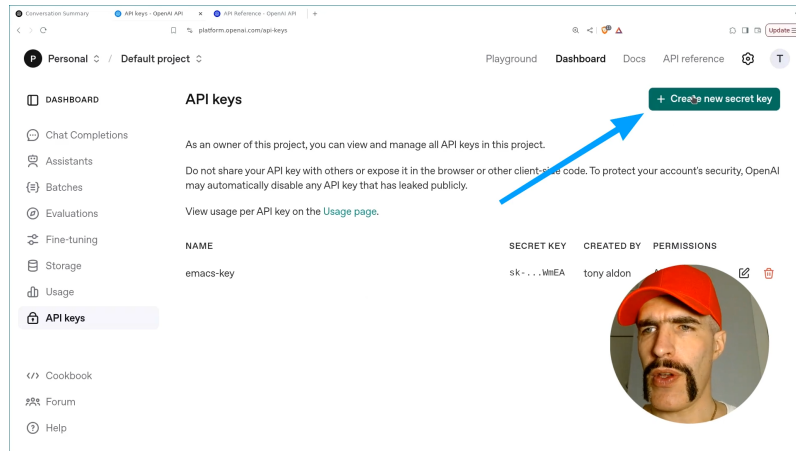 Conversation Summary
API keys - OpenAI API
API Reference - OpenAI API
platform.openai.com/api-keys
Update
P Personal / Default project
Playground Dashboard Docs API reference T
DASHBOARD
Chat Completions
Assistants
Batches
Evaluations
Fine-tuning
Storage
Usage
API keys
Cookbook
Forum
Help
API keys
+ Create new secret key
As an owner of this project, you can view and manage all API keys in this project.
Do not share your API key with others or expose it in the browser or other client-side code. To protect your account's security, OpenAI
may automatically disable any API key that has leaked publicly.
View usage per API key on the Usage page.
NAME SECRET KEY CREATED BY PERMISSIONS
emacs-key sk-...WmEA tony aldon